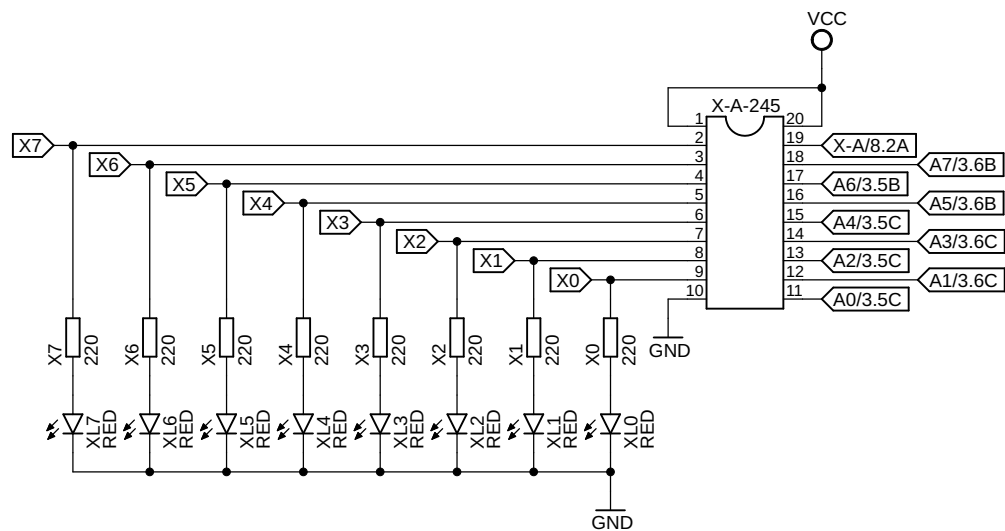 VCC
X-A-245
1 20
X7 2 19 X-A/8.2A
X6 3 18 A7/3.6B
X5 4 17 A6/3.5B
X4 5 16 A5/3.6B
X3 6 15 A4/3.5C
X2 7 14 A3/3.6C
X1 8 13 A2/3.5C
X0 9 12 A1/3.6C
10 11 A0/3.5C
GND
X7 220 X6 220 X5 220 X4 220 X3 220 X2 220 X1 220 X0 220
XL7 RED XL6 RED XL5 RED XL4 RED XL3 RED XL2 RED XL1 RED XL0 RED
GND